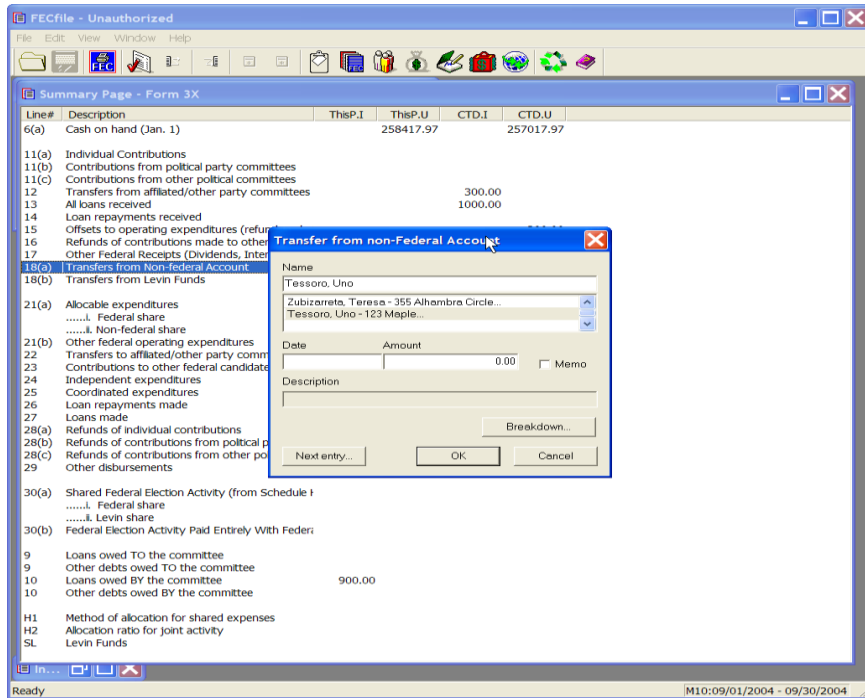 FECfile - Unauthorized
File Edit View Window Help
FEC
Summary Page - Form 3X
Line# Description ThisP.I ThisP.U CTD.I CTD.U
6(a) Cash on hand (Jan. 1) 258417.97 257017.97
11(a) Individual Contributions
11(b) Contributions from political party committees
11(c) Contributions from other political committees
12 Transfers from affiliated/other party committees 300.00
13 All loans received 1000.00
14 Loan repayments received
15 Offsets to operating expenditures
16 Refunds of contributions made to other
17 Other Federal Receipts (Dividends, Inter
18(a) Transfers from Non-federal Account
18(b) Transfers from Levin Funds
21(a) Allocable expenditures
......i. Federal share
......ii. Non-federal share
21(b) Other federal operating expenditures
22 Transfers to affiliated/other party comm
23 Contributions to other federal candidate
24 Independent expenditures
25 Coordinated expenditures
26 Loan repayments made
27 Loans made
28(a) Refunds of individual contributions
28(b) Refunds of contributions from political p
28(c) Refunds of contributions from other po
29 Other disbursements
30(a) Shared Federal Election Activity (from Schedule H
......i. Federal share
......ii. Levin share
30(b) Federal Election Activity Paid Entirely With Federa
9 Loans owed TO the committee
9 Other debts owed TO the committee
10 Loans owed BY the committee 900.00
10 Other debts owed BY the committee
H1 Method of allocation for shared expenses
H2 Allocation ratio for joint activity
SL Levin Funds
Transfer from non-Federal Account
Name
Tessoro, Uno
Zubizarreta, Teresa - 355 Alhambra Circle...
Tessoro, Uno - 123 Maple...
Date Amount
0.00 Memo
Description
Breakdown...
Next entry... OK Cancel
In...
Ready M10:09/01/2004 - 09/30/2004